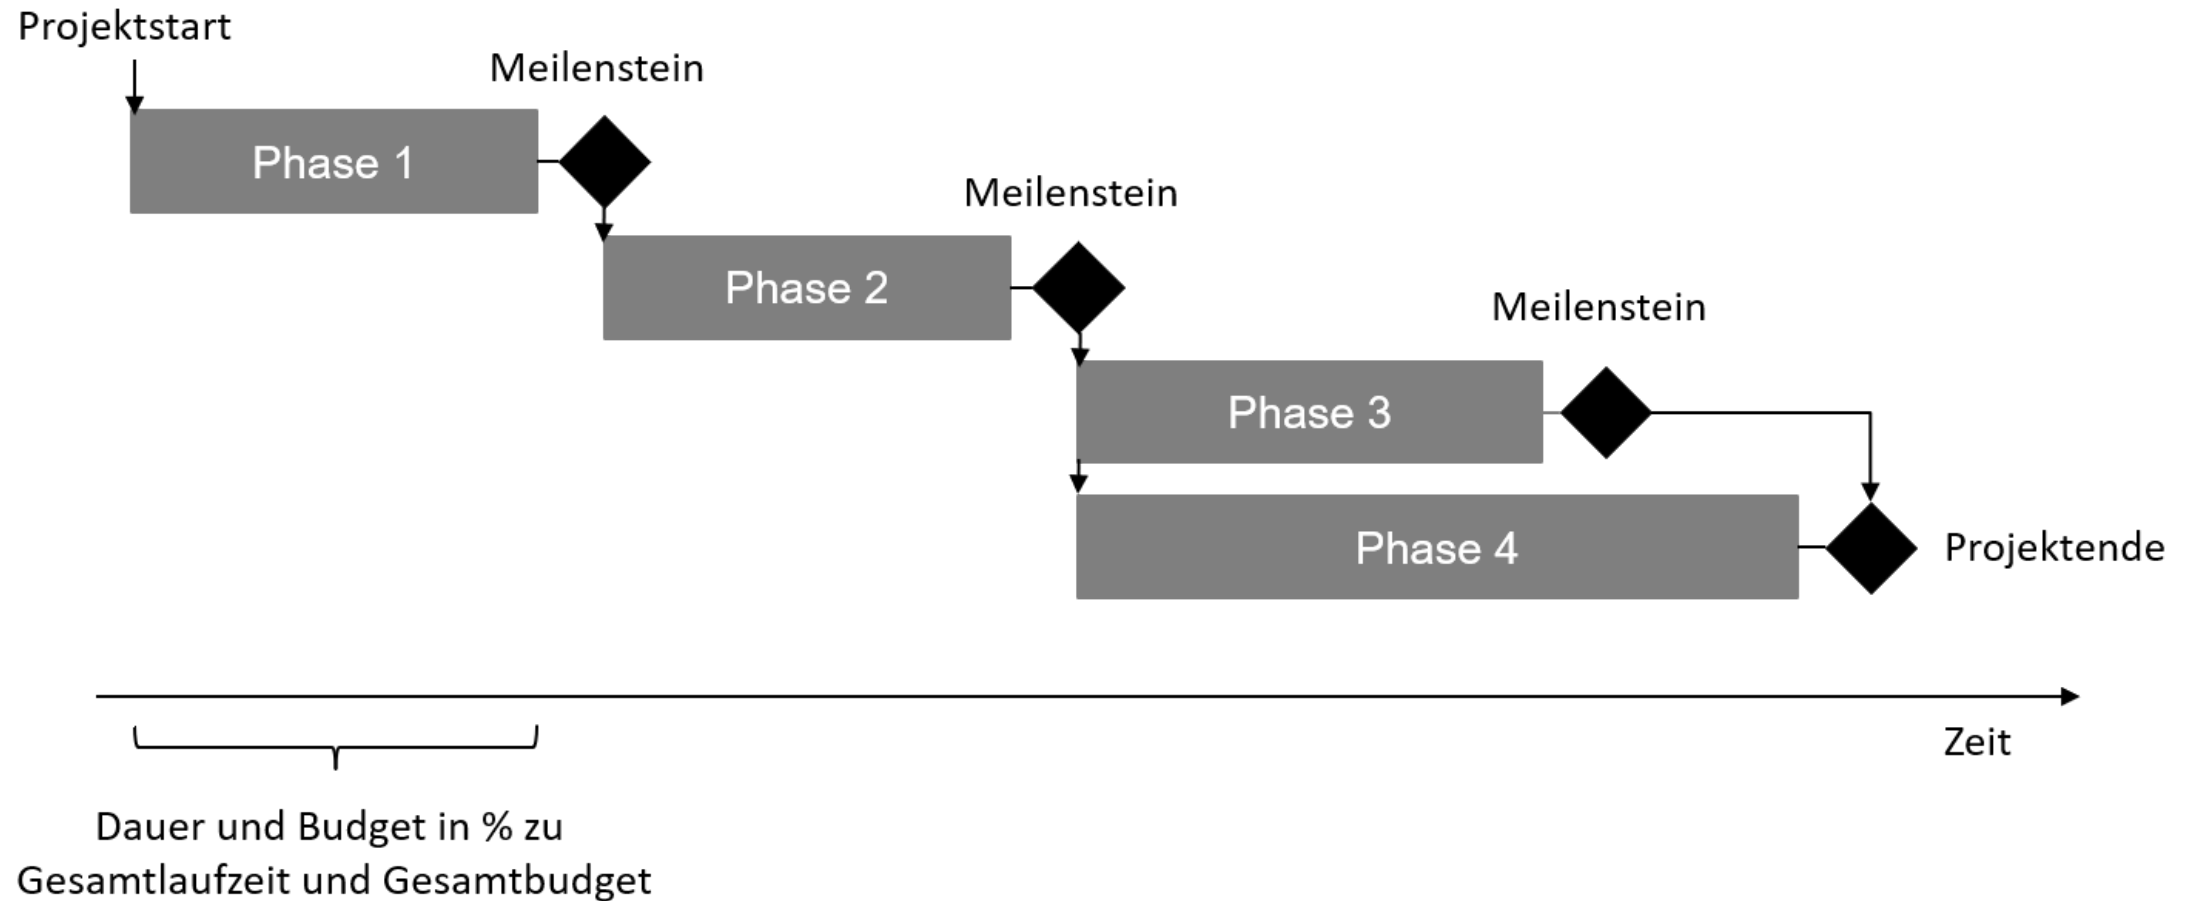 Projektstart
Meilenstein
Phase 1
Meilenstein
Phase 2
Meilenstein
Phase 3
Phase 4
Projektende
Zeit
Dauer und Budget in % zu
Gesamtlaufzeit und Gesamtbudget